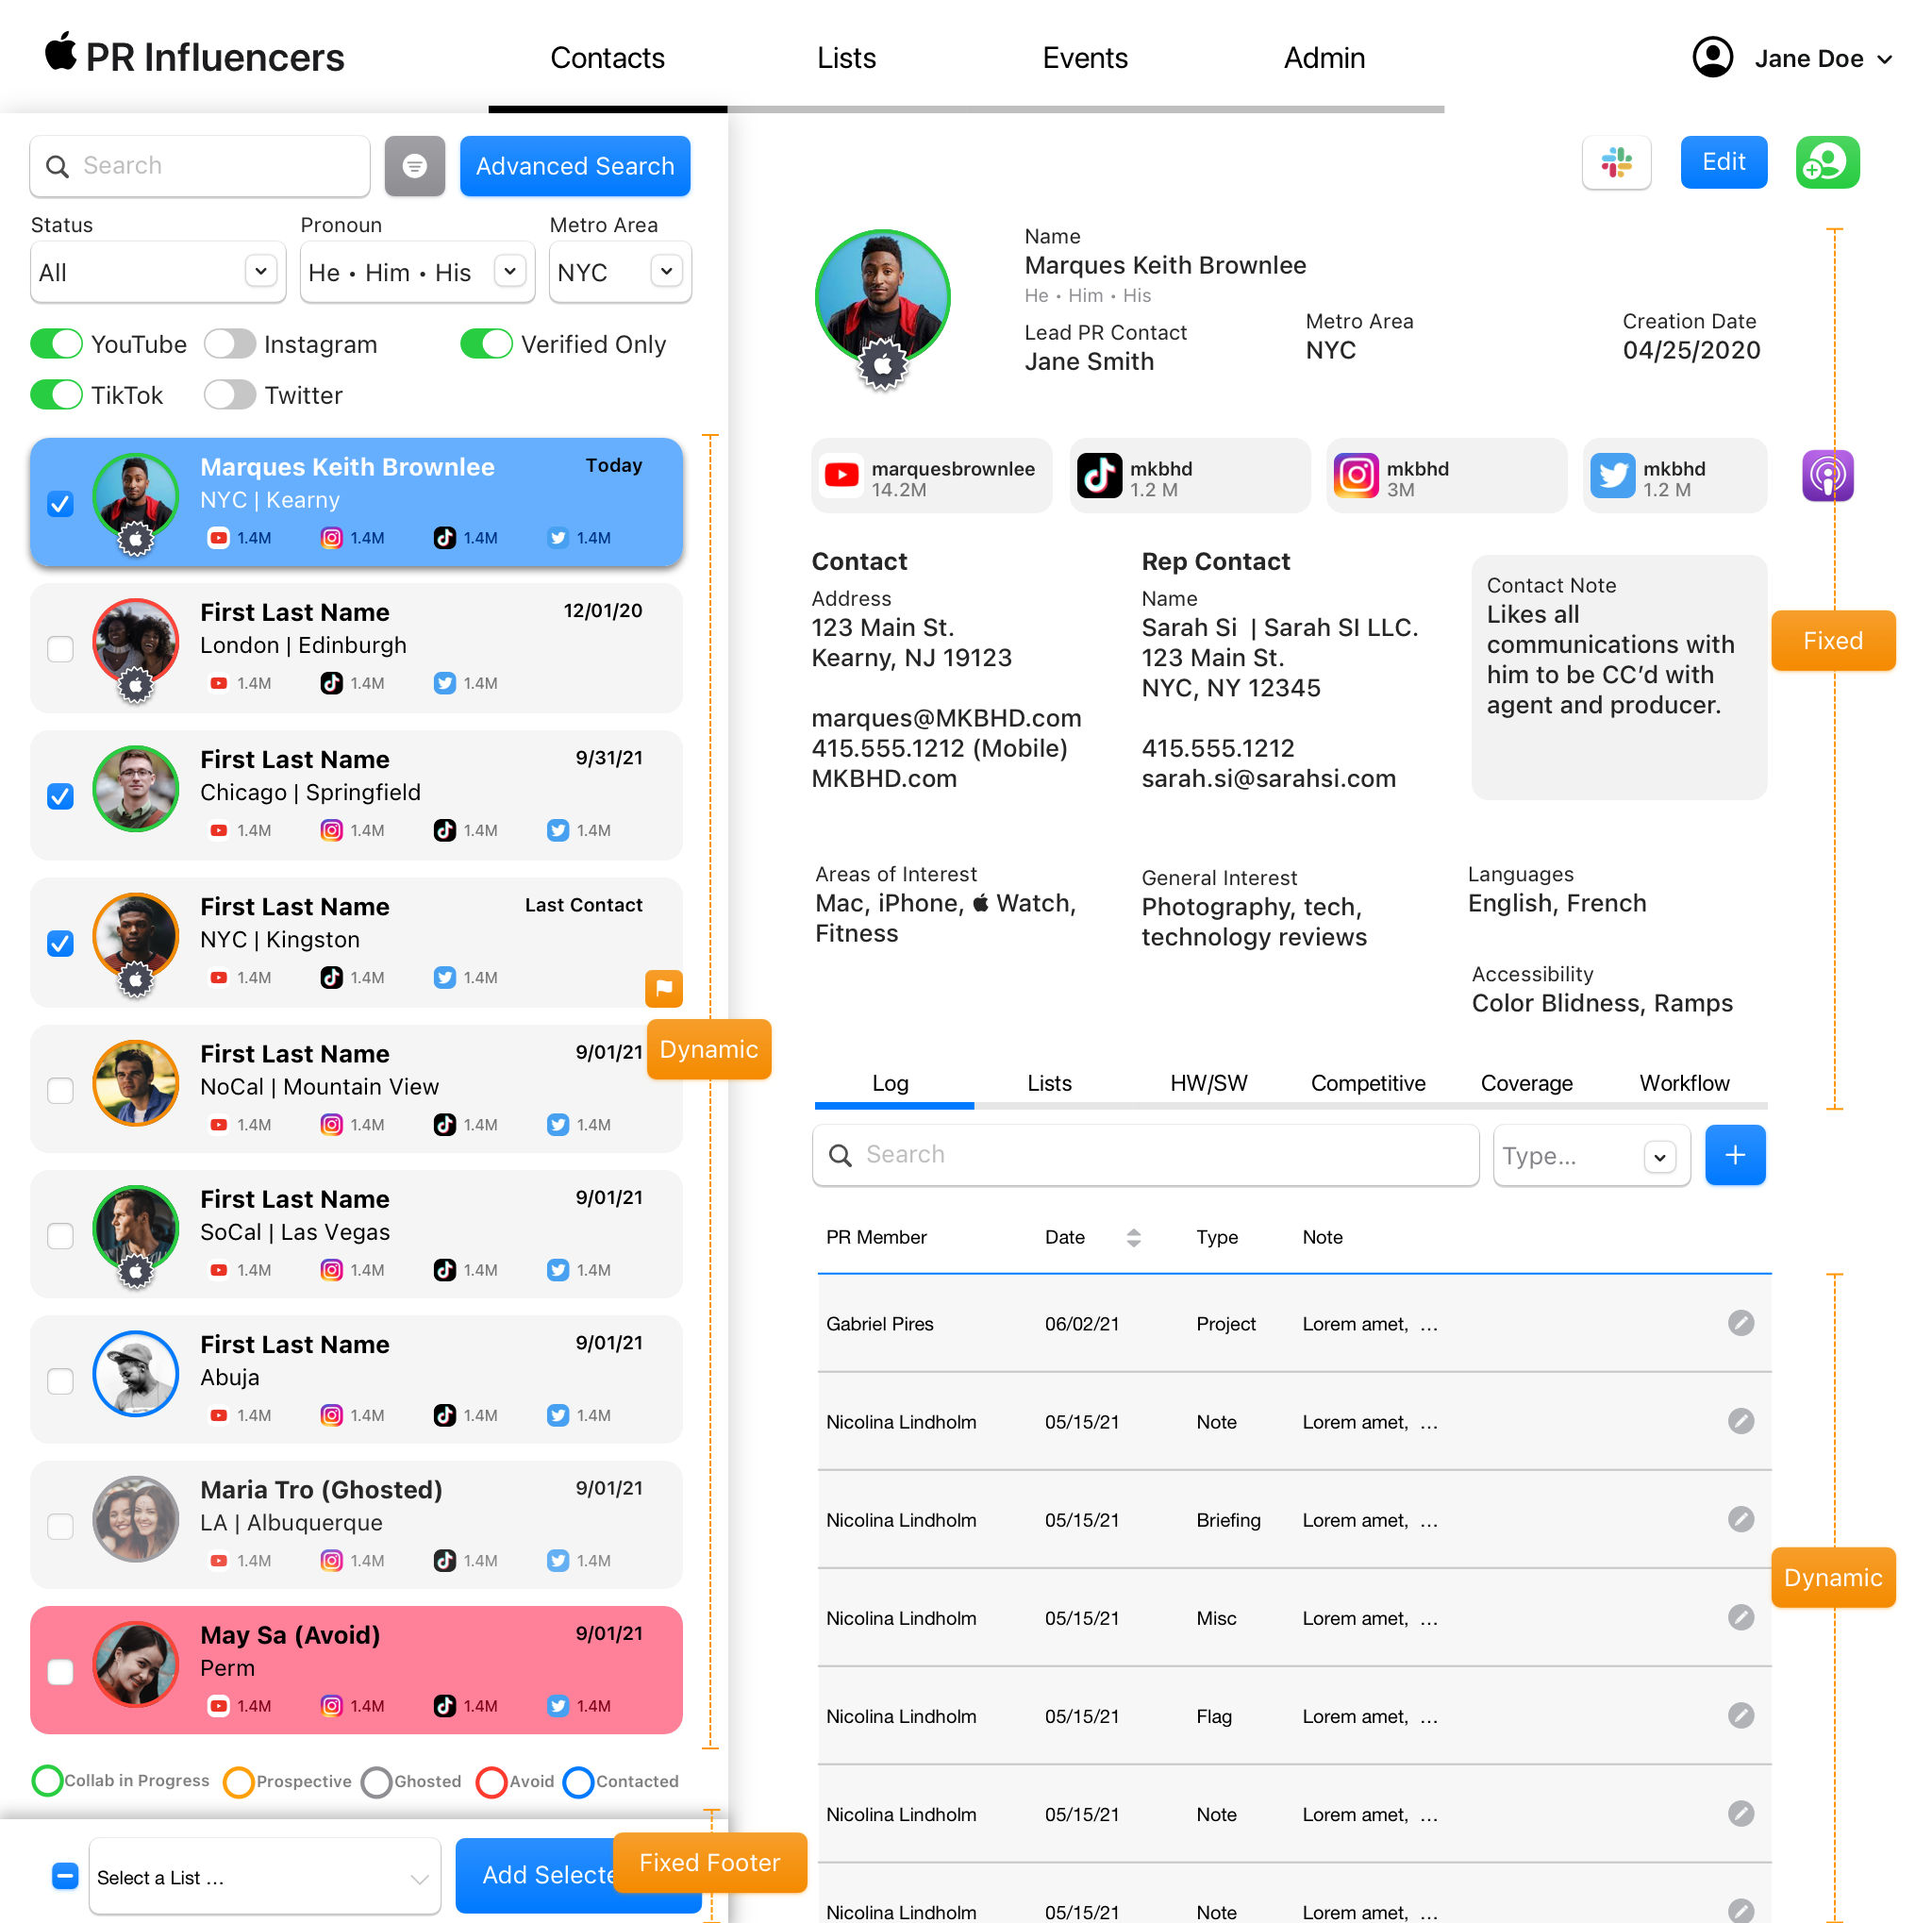 PR Influencers
Contacts
Lists
Events
Admin
Jane Doe
Search
Advanced Search
Status
Pronoun
Metro Area
All
He • Him • His
NYC
YouTube
Instagram
Verified Only
TikTok
Twitter
Marques Keith Brownlee
Today
NYC | Kearny
1.4M
1.4M
1.4M
1.4M
First Last Name
12/01/20
London | Edinburgh
1.4M
1.4M
1.4M
First Last Name
9/31/21
Chicago | Springfield
1.4M
1.4M
1.4M
1.4M
First Last Name
Last Contact
NYC | Kingston
1.4M
1.4M
1.4M
First Last Name
9/01/21
NoCal | Mountain View
1.4M
1.4M
1.4M
1.4M
Dynamic
First Last Name
9/01/21
SoCal | Las Vegas
1.4M
1.4M
1.4M
1.4M
First Last Name
9/01/21
Abuja
1.4M
1.4M
1.4M
1.4M
Maria Tro (Ghosted)
9/01/21
LA | Albuquerque
1.4M
1.4M
1.4M
1.4M
May Sa (Avoid)
9/01/21
Perm
1.4M
1.4M
1.4M
1.4M
Collab in Progress
Prospective
Ghosted
Avoid
Contacted
Select a List ...
Add Selecte
Fixed Footer
Edit
Name
Marques Keith Brownlee
He • Him • His
Lead PR Contact
Jane Smith
Metro Area
NYC
Creation Date
04/25/2020
marquesbrownlee
14.2M
mkbhd
1.2 M
mkbhd
3M
mkbhd
1.2 M
Contact
Address
123 Main St.
Kearny, NJ 19123
marques@MKBHD.com
415.555.1212 (Mobile)
MKBHD.com
Rep Contact
Name
Sarah Si | Sarah SI LLC.
123 Main St.
NYC, NY 12345
415.555.1212
sarah.si@sarahsi.com
Contact Note
Likes all
communications with
him to be CC’d with
agent and producer.
Fixed
Areas of Interest
Mac, iPhone,  Watch,
Fitness
General Interest
Photography, tech,
technology reviews
Languages
English, French
Accessibility
Color Blidness, Ramps
Log
Lists
HW/SW
Competitive
Coverage
Workflow
Search
Type...
+
PR Member
Date
Type
Note
Gabriel Pires
06/02/21
Project
Lorem amet, ...
Nicolina Lindholm
05/15/21
Note
Lorem amet, ...
Nicolina Lindholm
05/15/21
Briefing
Lorem amet, ...
Nicolina Lindholm
05/15/21
Misc
Lorem amet, ...
Nicolina Lindholm
05/15/21
Flag
Lorem amet, ...
Nicolina Lindholm
05/15/21
Note
Lorem amet, ...
Nicolina Lindholm
05/15/21
Note
Lorem amet, ...
Dynamic